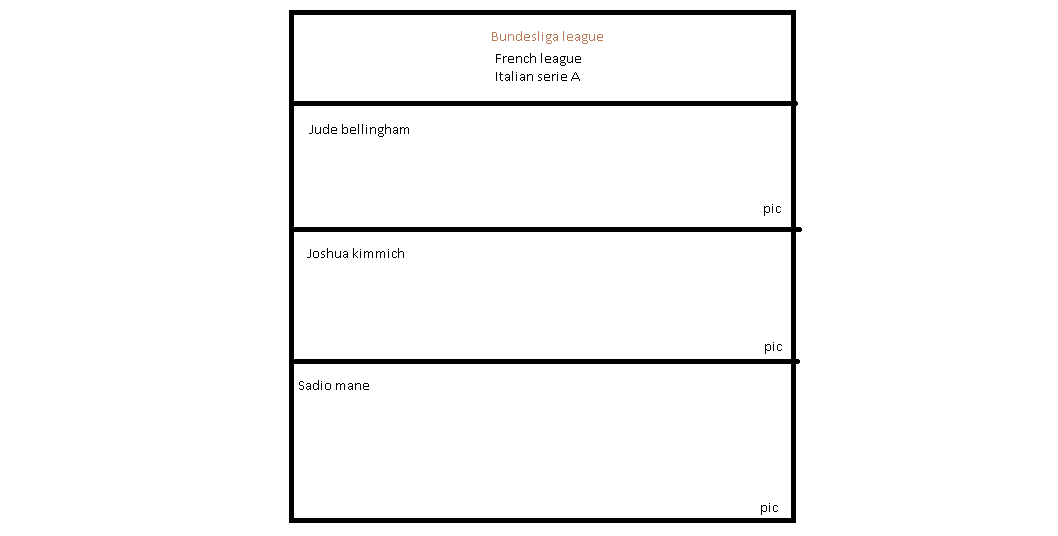 Bundesliga league
French league
Italian serie A
Jude bellingham
pic
Joshua kimmich
pic
Sadio mane
pic